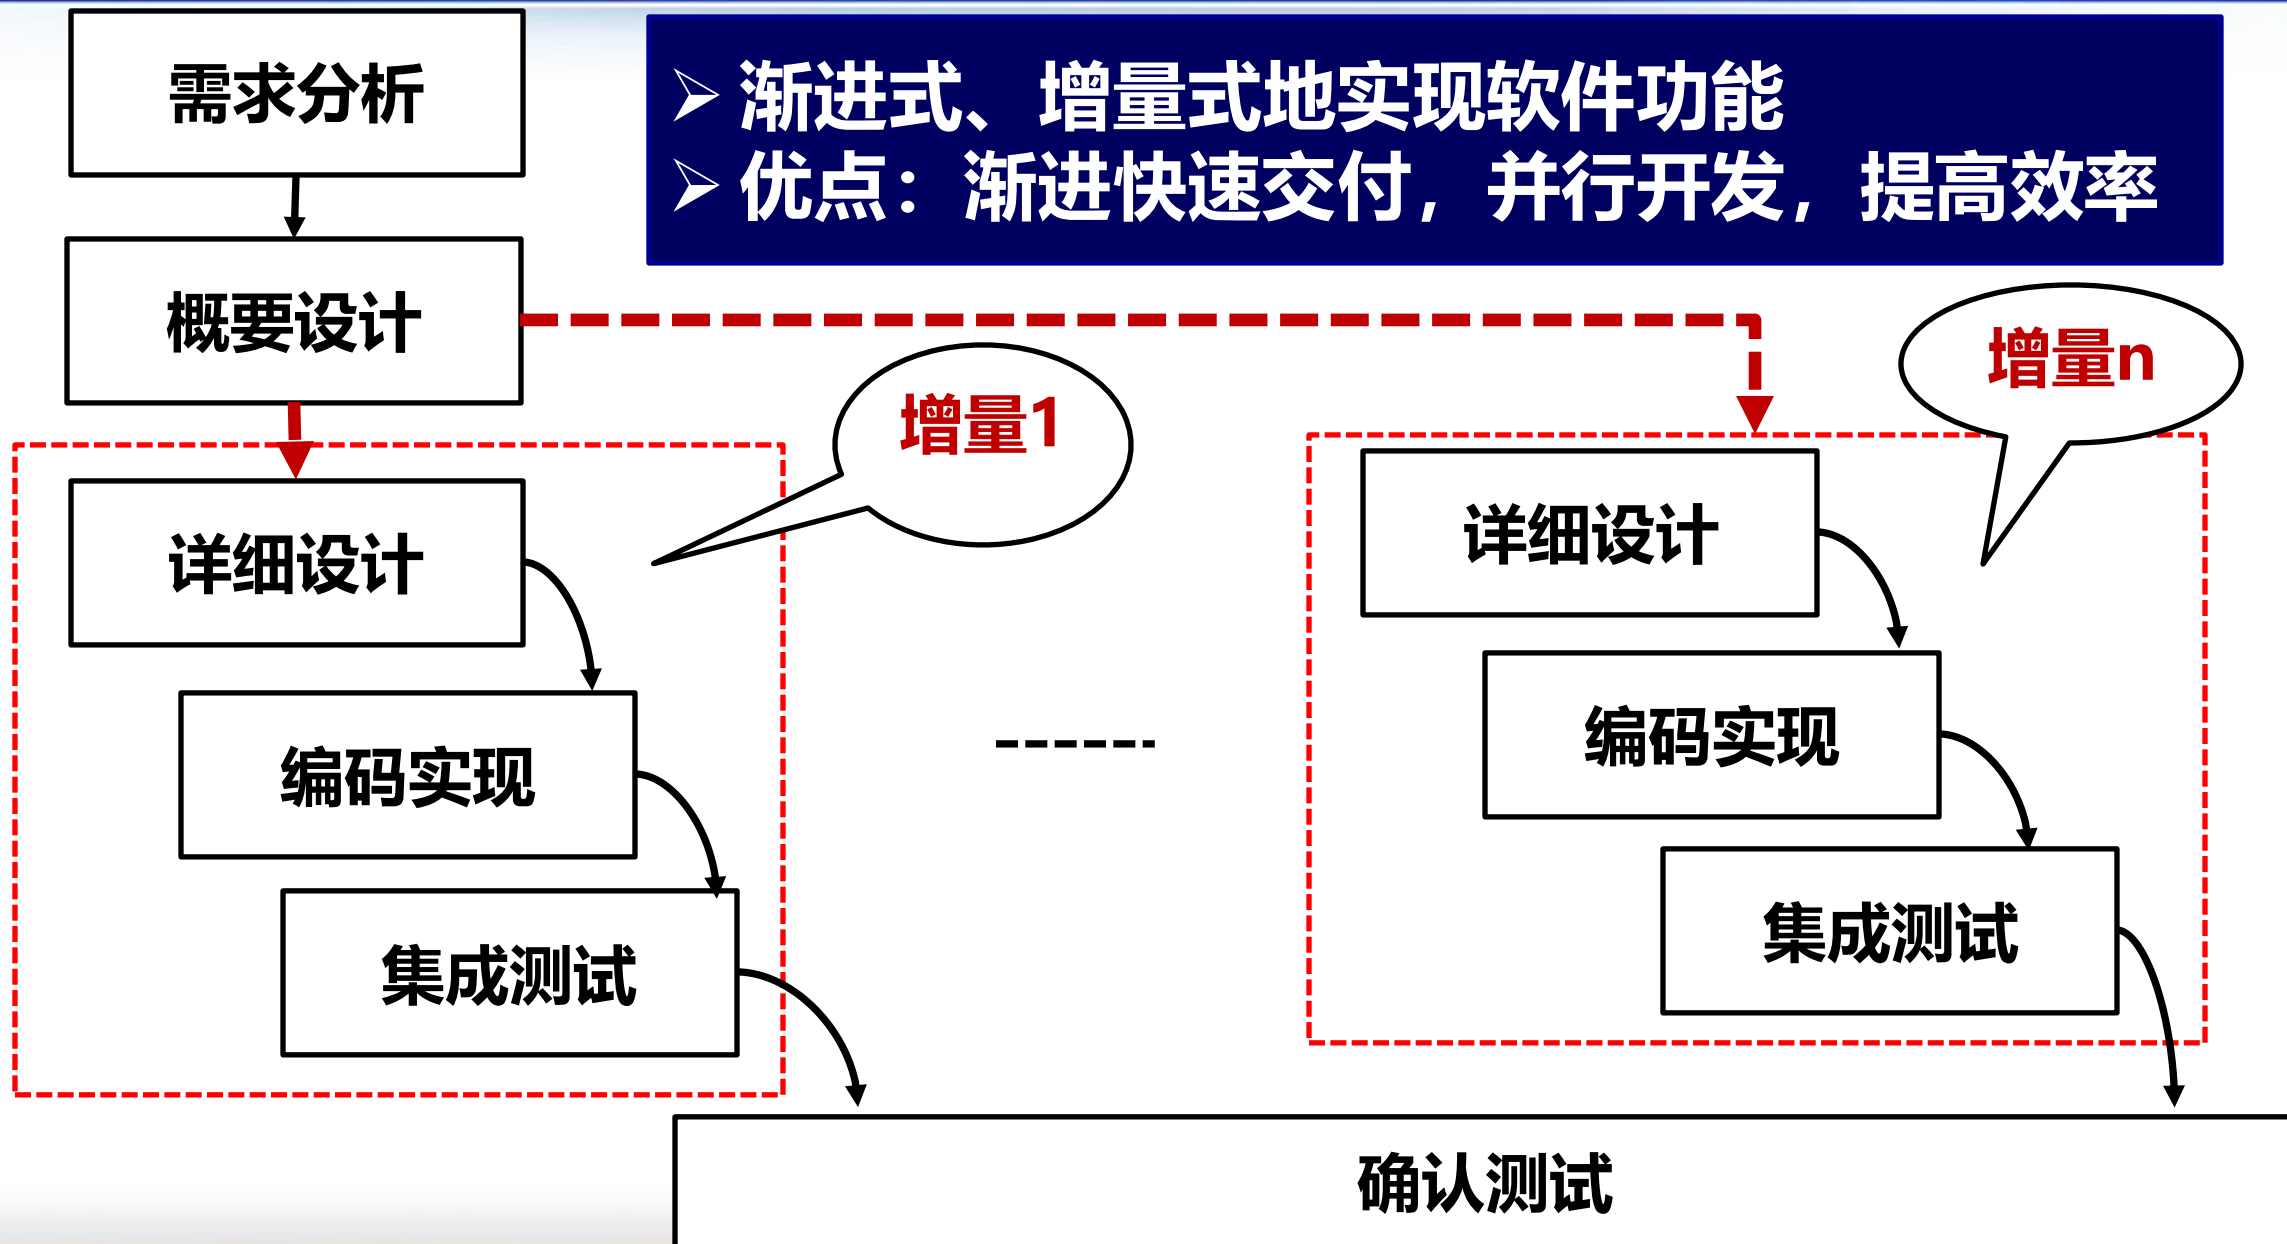 需求分析
渐进式、增量式地实现软件功能
优点：渐进快速交付，并行开发，提高效率
概要设计
增量1
增量n
详细设计
编码实现
集成测试
详细设计
编码实现
集成测试
确认测试